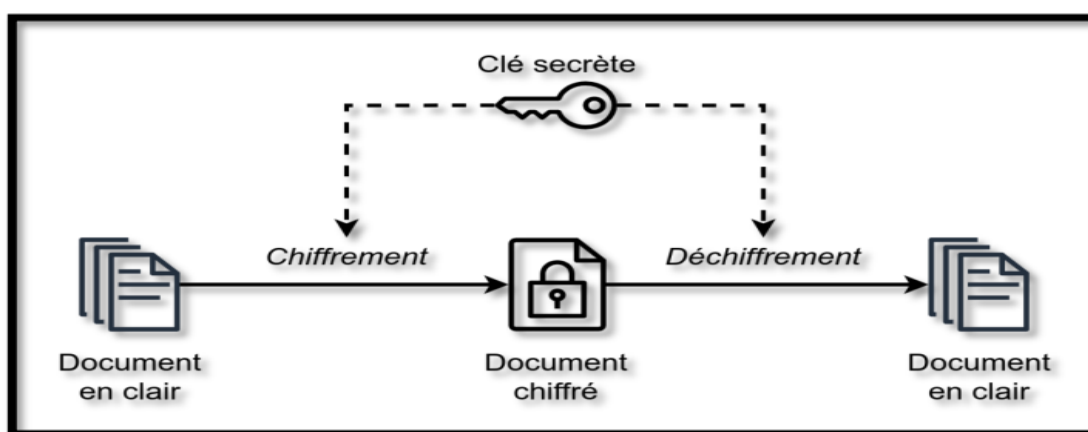 Clé secrète
Chiffrement
Déchiffrement
Document
en clair
Document
chiffré
Document
en clair